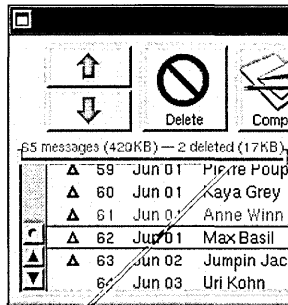 Delete
Comp
65 messages (420KB) — 2 deleted (17KB)
59 Jun 01 Pierre Poup
60 Jun 01 Kaya Grey
61 Jun 01 Anne Winn
62 Jun 01 Max Basil
63 Jun 02 Jumpin Jac
64 Jun 03 Uri Kohn